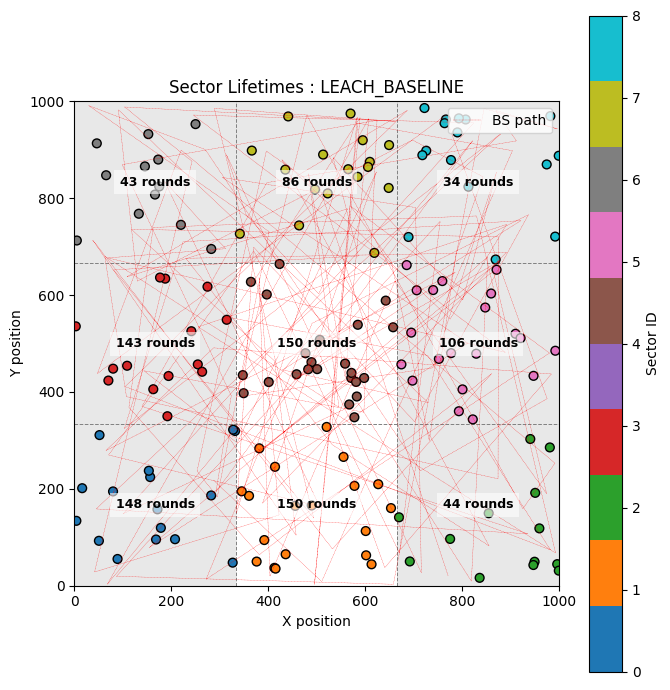 Sector Lifetimes : LEACH_BASELINE
BS path
43 rounds
86 rounds
34 rounds
143 rounds
150 rounds
106 rounds
148 rounds
150 rounds
44 rounds
1000
800
600
400
200
0
Y position
0 200 400 600 800 1000
X position
8
7
6
5
4
3
2
1
0
Sector ID